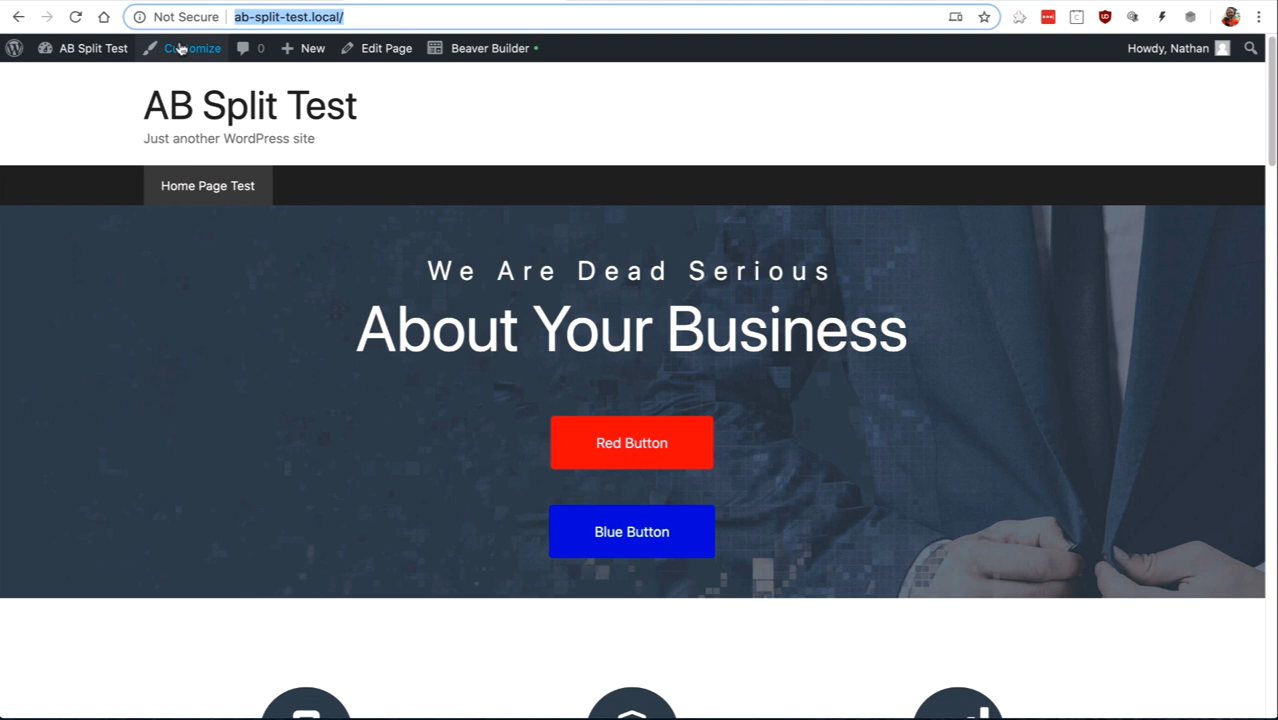 Not Secure ab-split-test.local/
AB Split Test Customize 0 New Edit Page Beaver Builder Howdy, Nathan
AB Split Test
Just another WordPress site
Home Page Test
We Are Dead Serious
About Your Business
Red Button
Blue Button